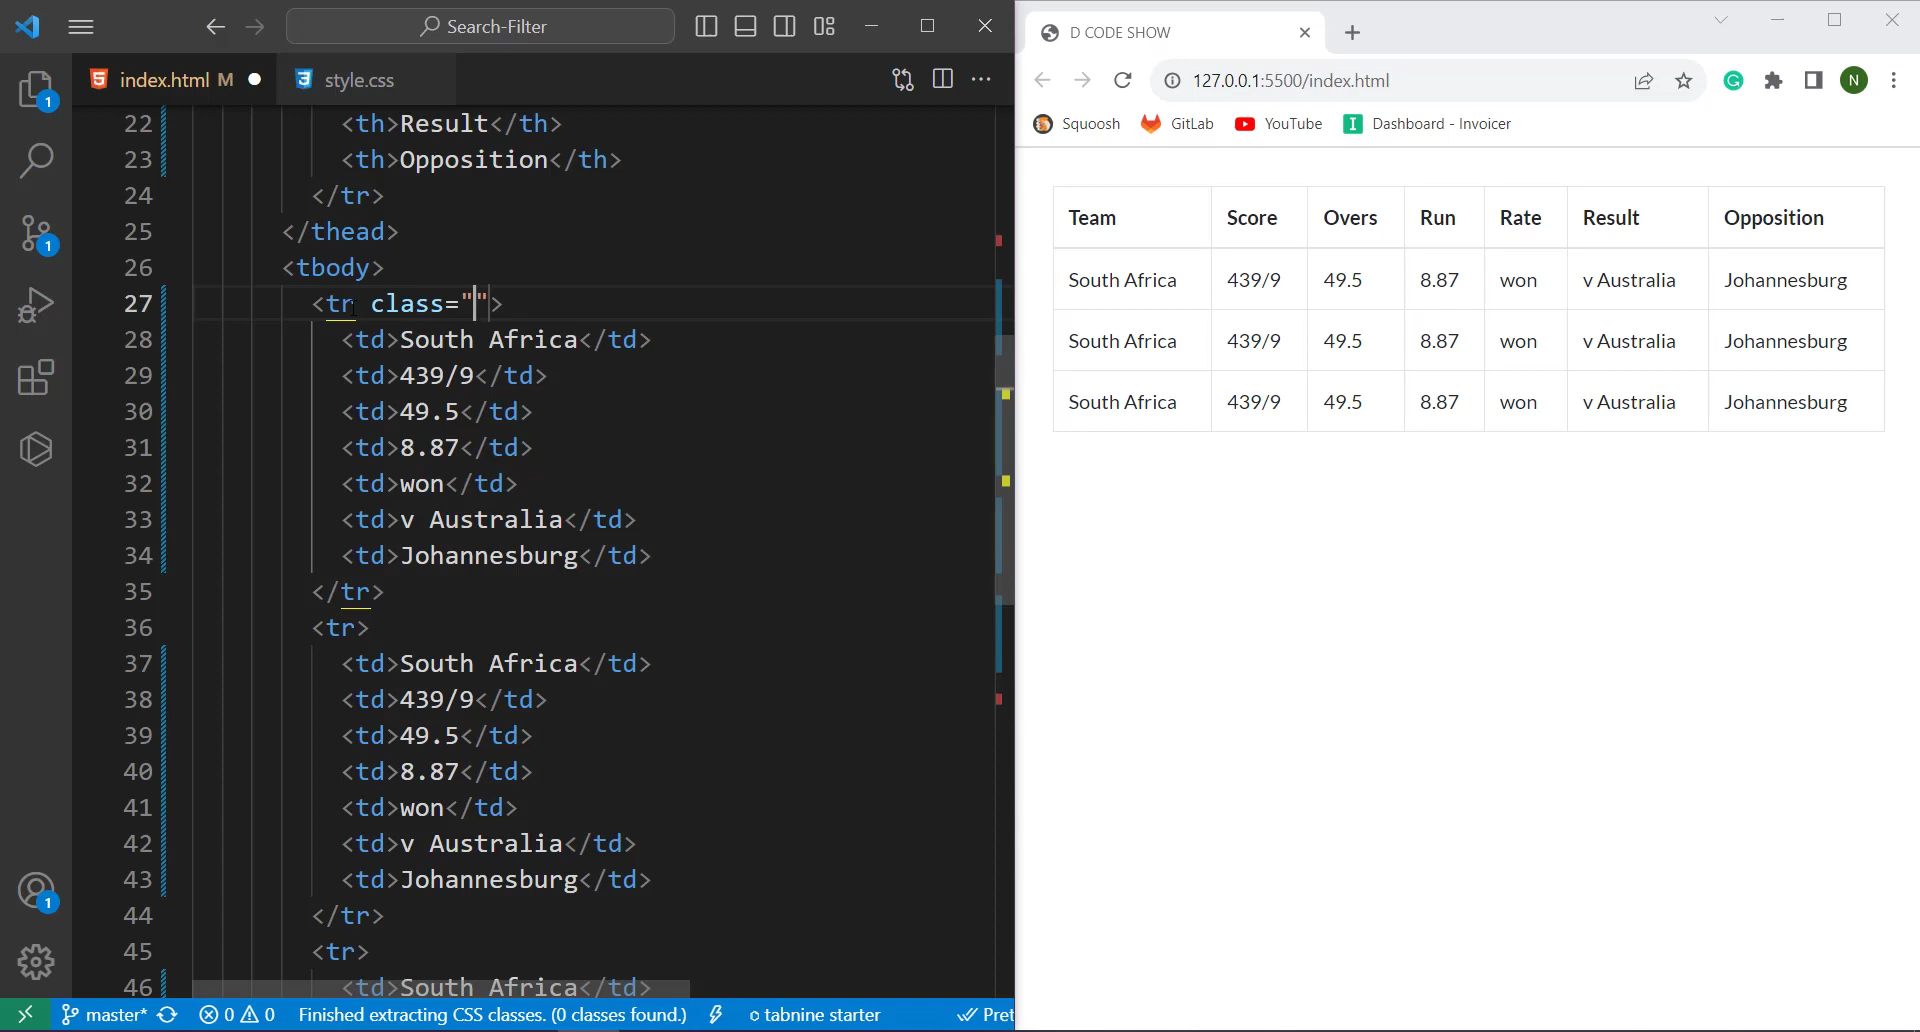 Search-Filter
index.html M
style.css
22 <th>Result</th>
23 <th>Opposition</th>
24 </tr>
25 </thead>
26 <tbody>
27 <tr class="">
28 <td>South Africa</td>
29 <td>439/9</td>
30 <td>49.5</td>
31 <td>8.87</td>
32 <td>won</td>
33 <td>v Australia</td>
34 <td>Johannesburg</td>
35 </tr>
36 <tr>
37 <td>South Africa</td>
38 <td>439/9</td>
39 <td>49.5</td>
40 <td>8.87</td>
41 <td>won</td>
42 <td>v Australia</td>
43 <td>Johannesburg</td>
44 </tr>
45 <tr>
46 <td>South Africa</td>
1
1
1
master* 0 0 Finished extracting CSS classes. (0 classes found.) tabnine starter Pret
D CODE SHOW
127.0.0.1:5500/index.html N
Squoosh GitLab YouTube I Dashboard - Invoicer
Team Score Overs Run Rate Result Opposition
South Africa 439/9 49.5 8.87 won v Australia Johannesburg
South Africa 439/9 49.5 8.87 won v Australia Johannesburg
South Africa 439/9 49.5 8.87 won v Australia Johannesburg